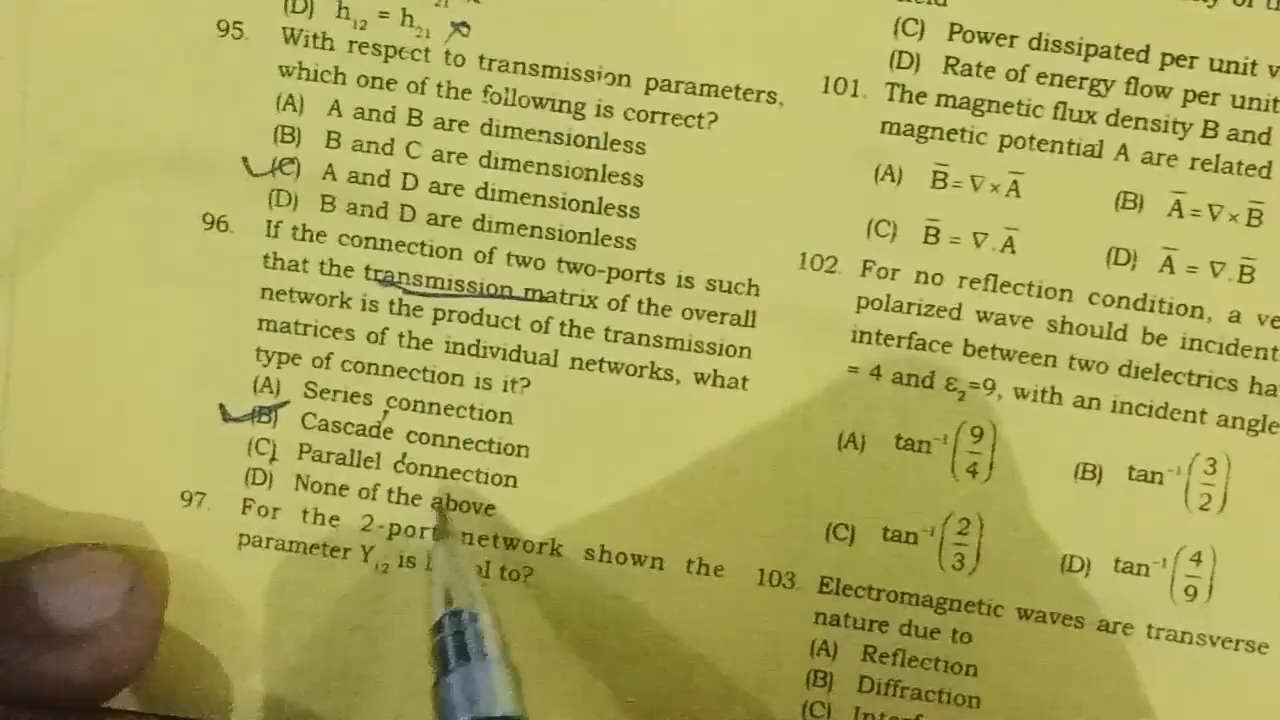 (D) h12 = h21
95. With respect to transmission parameters,
which one of the following is correct?
(A) A and B are dimensionless
(B) B and C are dimensionless
(C) A and D are dimensionless
(D) B and D are dimensionless
96. If the connection of two two-ports is such
that the transmission matrix of the overall
network is the product of the transmission
matrices of the individual networks, what
type of connection is it?
(A) Series connection
(B) Cascade connection
(C) Parallel connection
(D) None of the above
97. For the 2-port network shown the
parameter Y12 is to?
(C) Power dissipated per unit
(D) Rate of energy flow per unit
101. The magnetic flux density B and
magnetic potential A are related
(A) B̅ = ∇ × A̅ (B) A̅ = ∇ × B̅
(C) B̅ = ∇ . A̅ (D) A̅ = ∇ . B̅
102. For no reflection condition, a
polarized wave should be incident
interface between two dielectrics
= 4 and ε2=9, with an incident angle
(A) tan⁻¹(9/4) (B) tan⁻¹(3/2)
(C) tan⁻¹(2/3) (D) tan⁻¹(4/9)
103. Electromagnetic waves are transverse
nature due to
(A) Reflection
(B) Diffraction
(C)